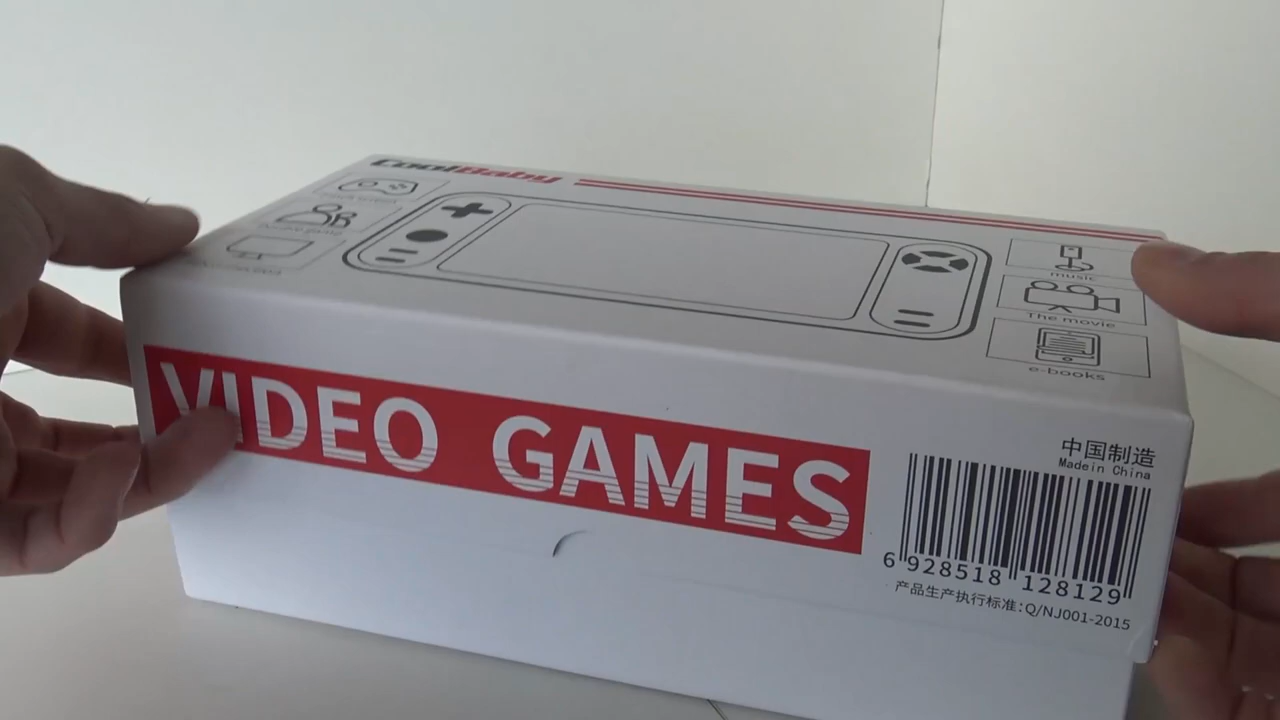 CoolBaby
music
The movie
e-books
VIDEO GAMES
中国制造
Madein China
6 928518 128129
产品生产执行标准:Q/NJ001-2015